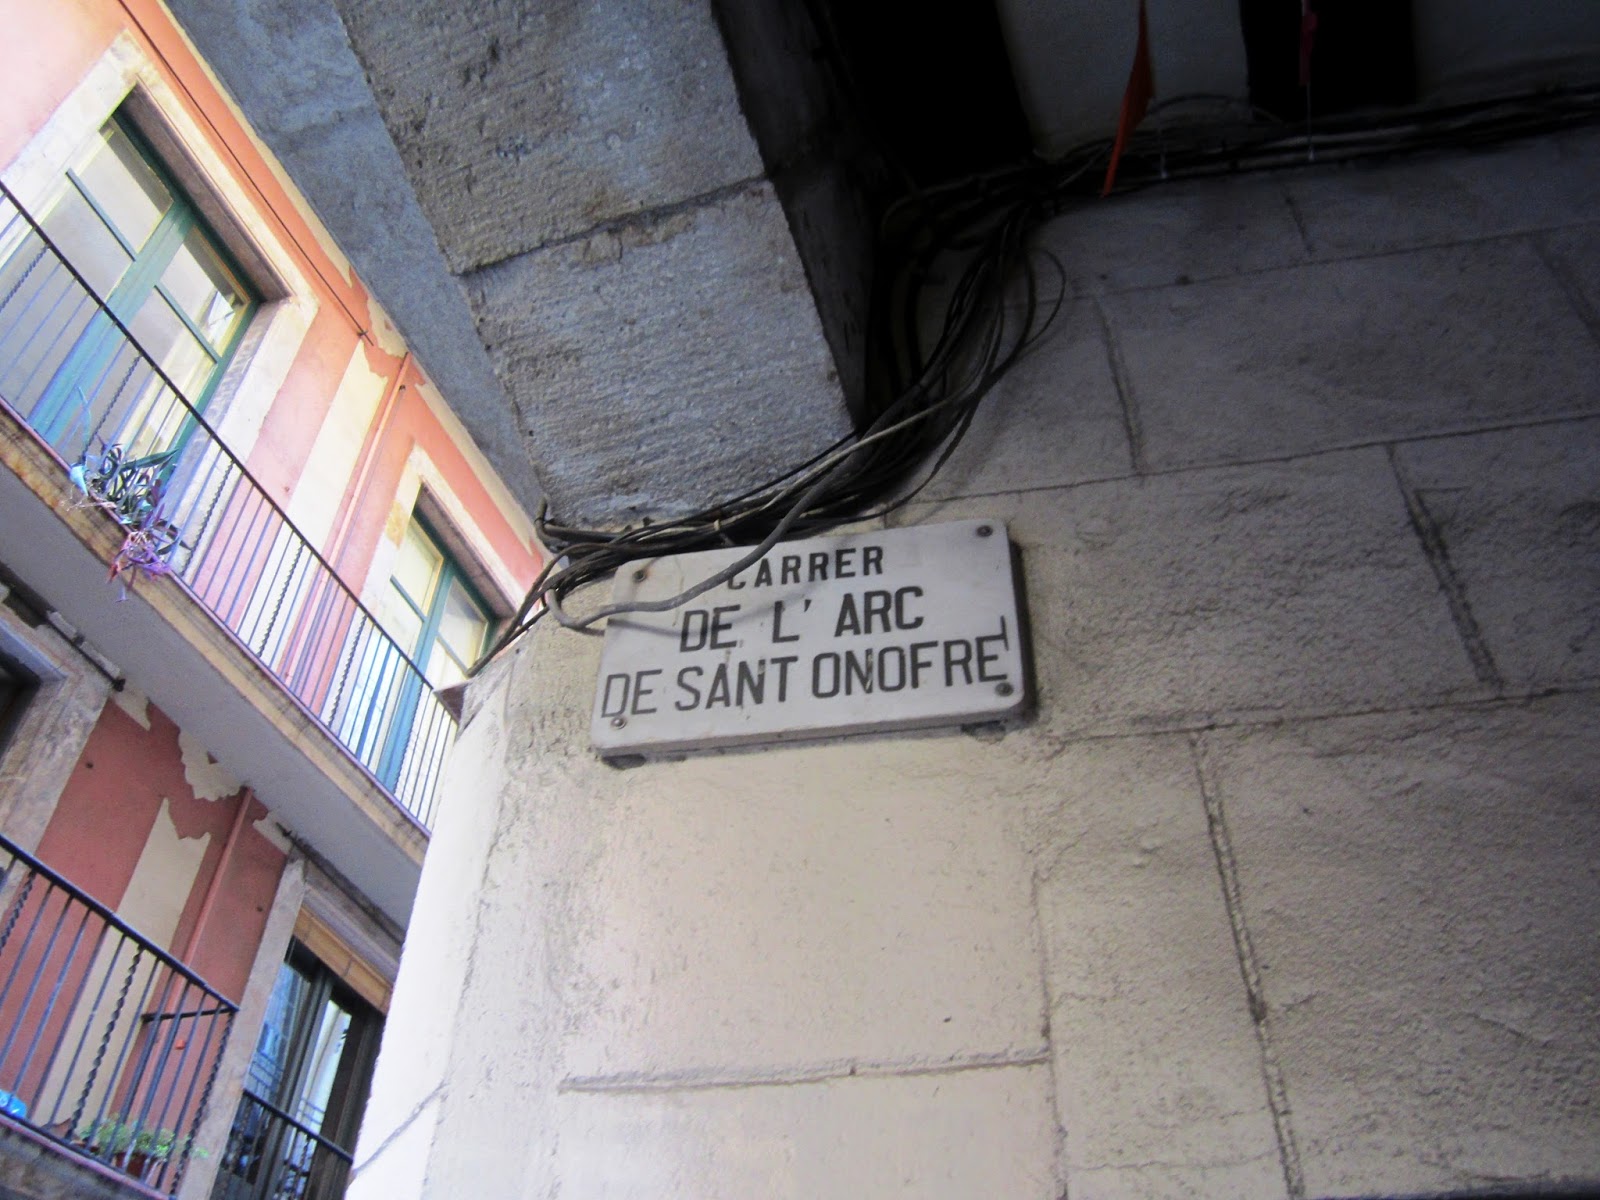 CARRER
DE L' ARC
DE SANT ONOFRE